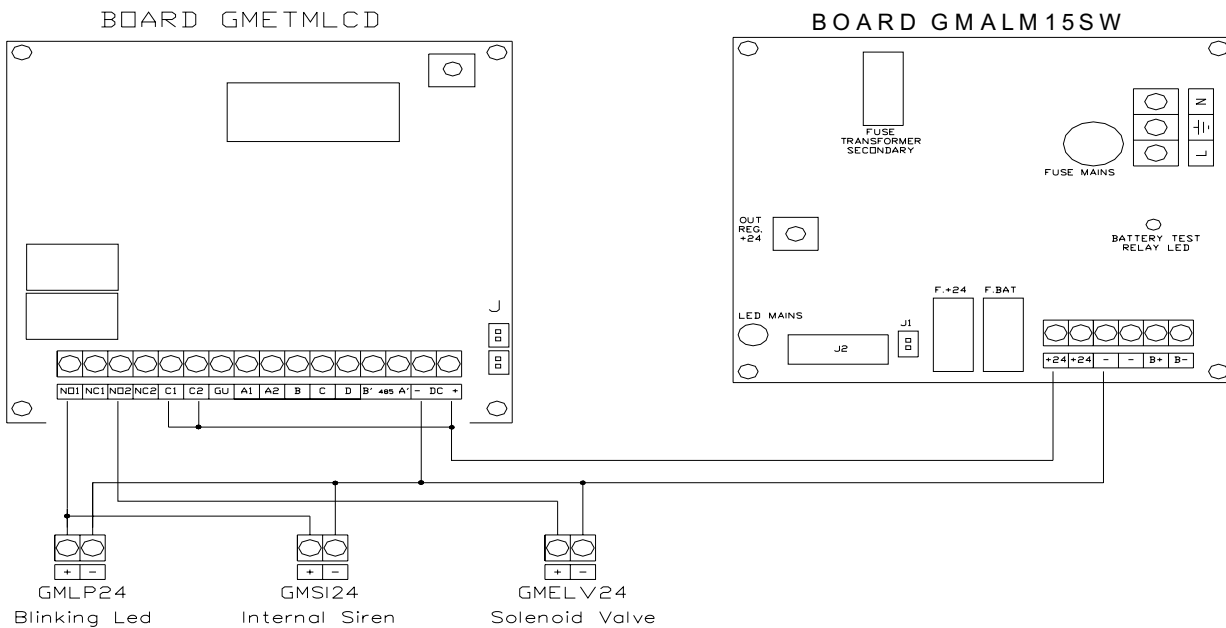 BOARD GMETMLCD
J
NO1 NC1 NO2 NC2 C1 C2 GU A1 A2 B C D B' 485 A' - DC +
BOARD GMALM15SW
FUSE
TRANSFORMER
SECONDARY
FUSE MAINS
N
L
OUT
REG.
+24
BATTERY TEST
RELAY LED
LED MAINS
J2
J1
F.+24
F.BAT
+24 +24 - - B+ B-
+ -
GMLP24
Blinking Led
+ -
GMSI24
Internal Siren
+ -
GMELV24
Solenoid Valve